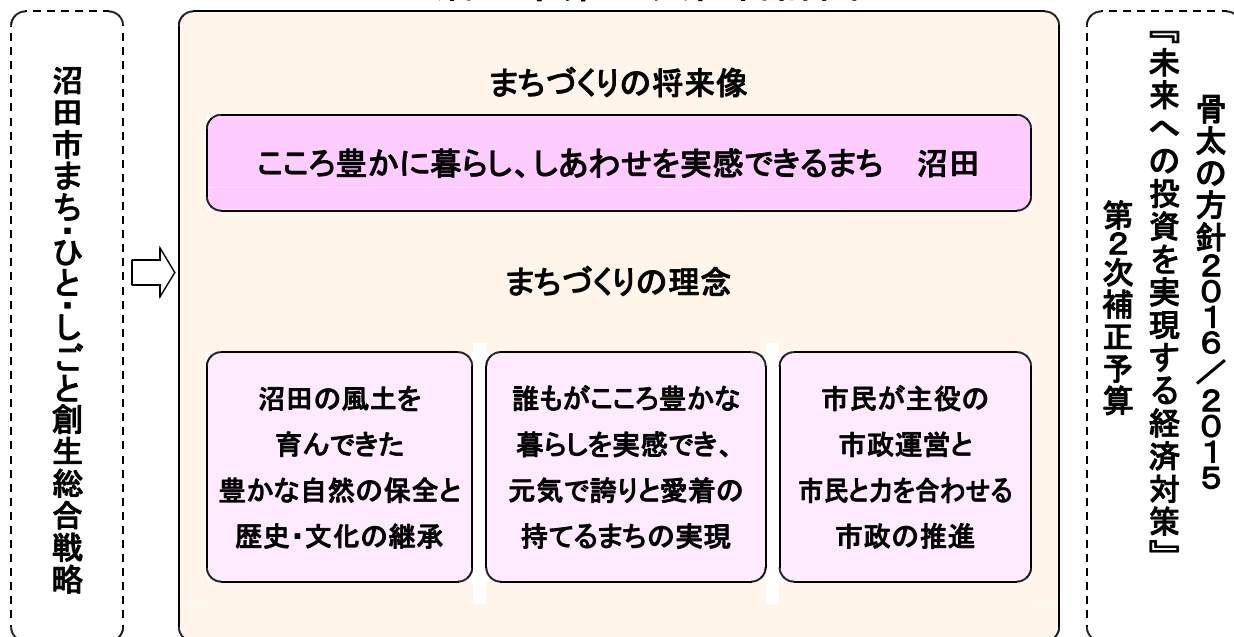 沼田市まち・ひと・しごと創生総合戦略
まちづくりの将来像
こころ豊かに暮らし、しあわせを実感できるまち　沼田
まちづくりの理念
沼田の風土を
育んできた
豊かな自然の保全と
歴史・文化の継承
誰もがこころ豊かな
暮らしを実感でき、
元気で誇りと愛着の
持てるまちの実現
市民が主役の
市政運営と
市民と力を合わせる
市政の推進
骨太の方針２０１６／２０１５
『未来への投資を実現する経済対策』
第２次補正予算